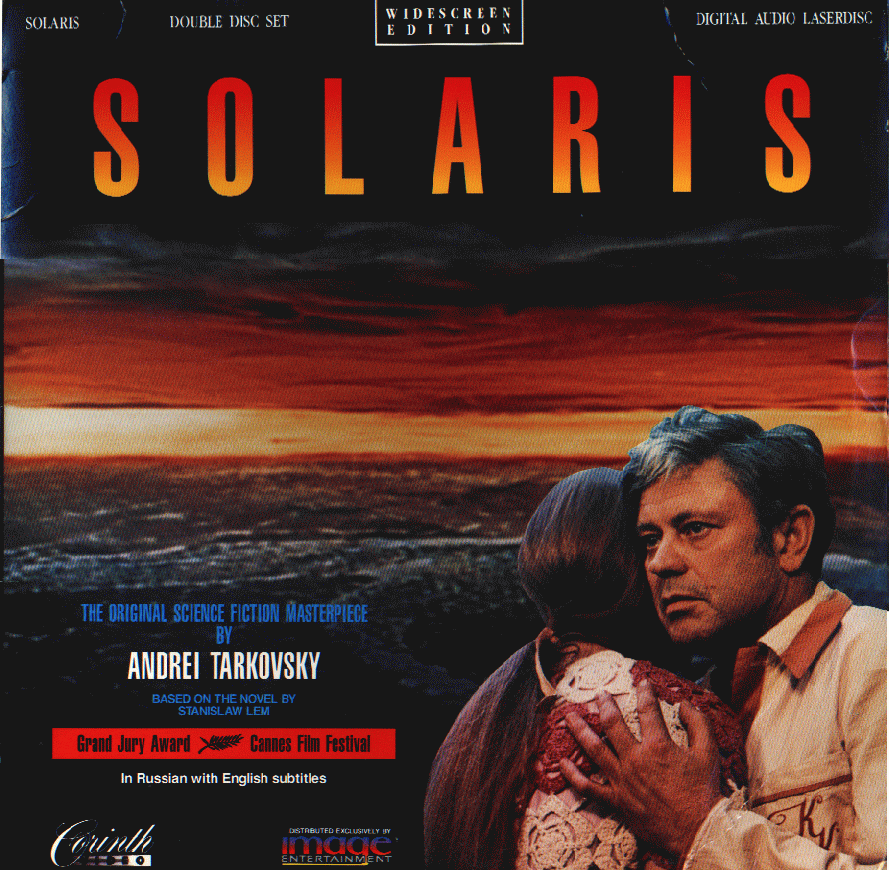 SOLARIS
DOUBLE DISC SET
WIDESCREEN
EDITION
DIGITAL AUDIO LASERDISC
SOLARIS
THE ORIGINAL SCIENCE FICTION MASTERPIECE
BY
ANDREI TARKOVSKY
BASED ON THE NOVEL BY
STANISLAW LEM
Grand Jury Award Cannes Film Festival
In Russian with English subtitles
Corinth
DISTRIBUTED EXCLUSIVELY BY
image
ENTERTAINMENT